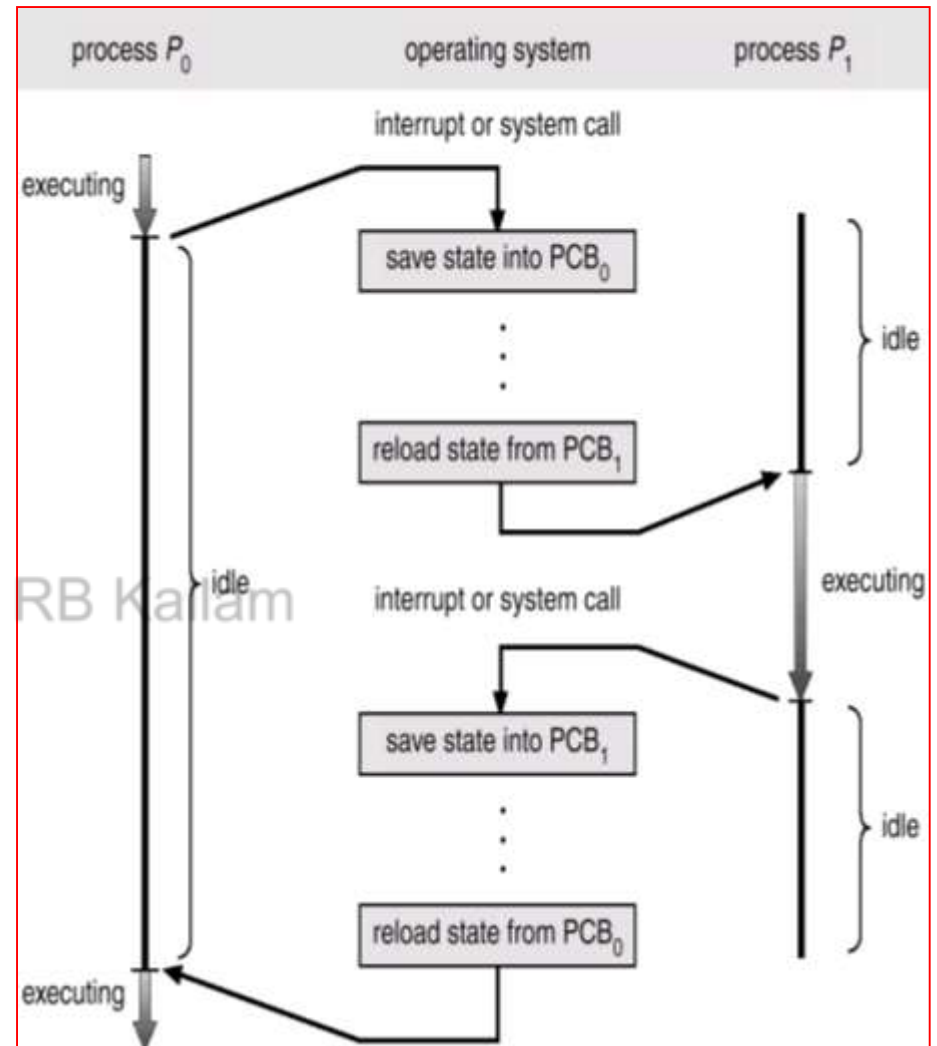 process P0 operating system process P1
interrupt or system call
executing
save state into PCB0
idle
reload state from PCB1
idle
RB Kallam
executing
interrupt or system call
save state into PCB1
idle
reload state from PCB0
executing